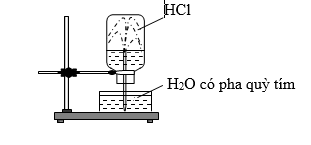 HCl
H2O có pha quỳ tím